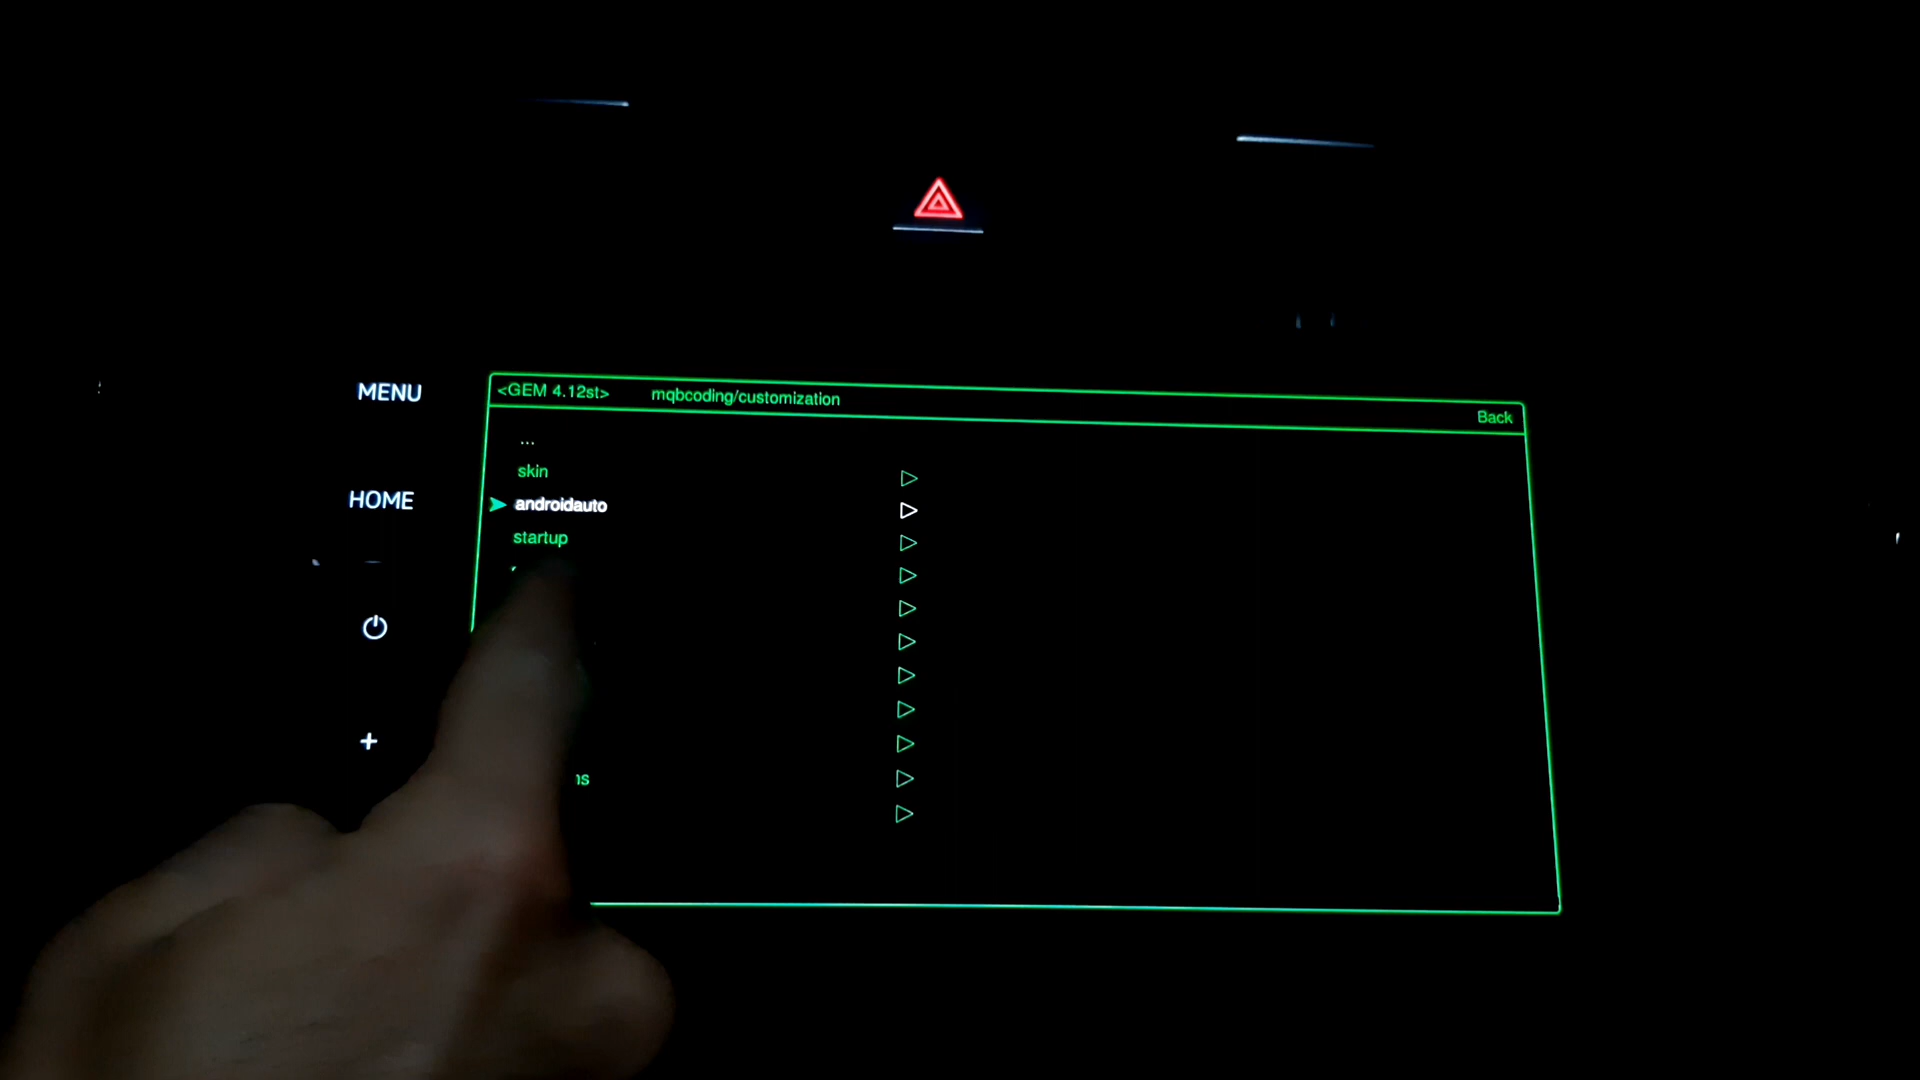 MENU
HOME
<GEM 4.12st> mqbcoding/customization Back
...
skin
androidauto
startup